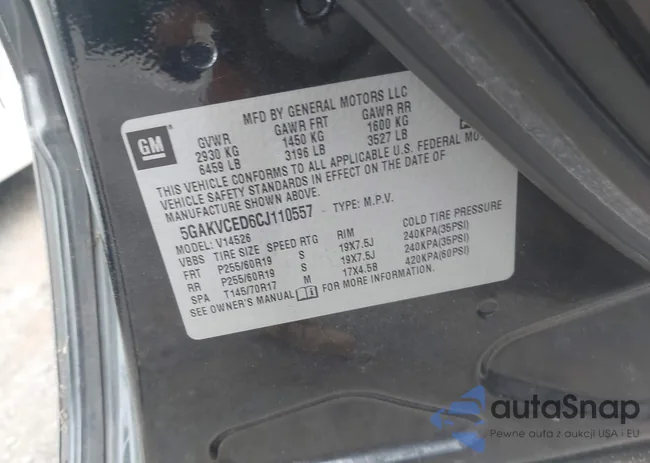 MFD BY GENERAL MOTORS LLC
GM
GVWR GAWR FRT GAWR RR
2930 KG 1450 KG 1600 KG
6459 LB 3196 LB 3527 LB
THIS VEHICLE CONFORMS TO ALL APPLICABLE U.S. FEDERAL
VEHICLE SAFETY STANDARDS IN EFFECT ON THE DATE OF
MANUFACTURE SHOWN ABOVE.
5GAKVCED6CJ110557 TYPE: M.P.V.
MODEL: V14526
VBBS TIRE SIZE SPEED RTG RIM COLD TIRE PRESSURE
FRT P255/60R19 S 19X7.5J 240KPA(35PSI)
RR P255/60R19 S 19X7.5J 240KPA(35PSI)
SPA T145/70R17 M 17X4.5B 420KPA(60PSI)
SEE OWNER'S MANUAL FOR MORE INFORMATION.
autaSnap
Pewne auta z aukcji USA i EU